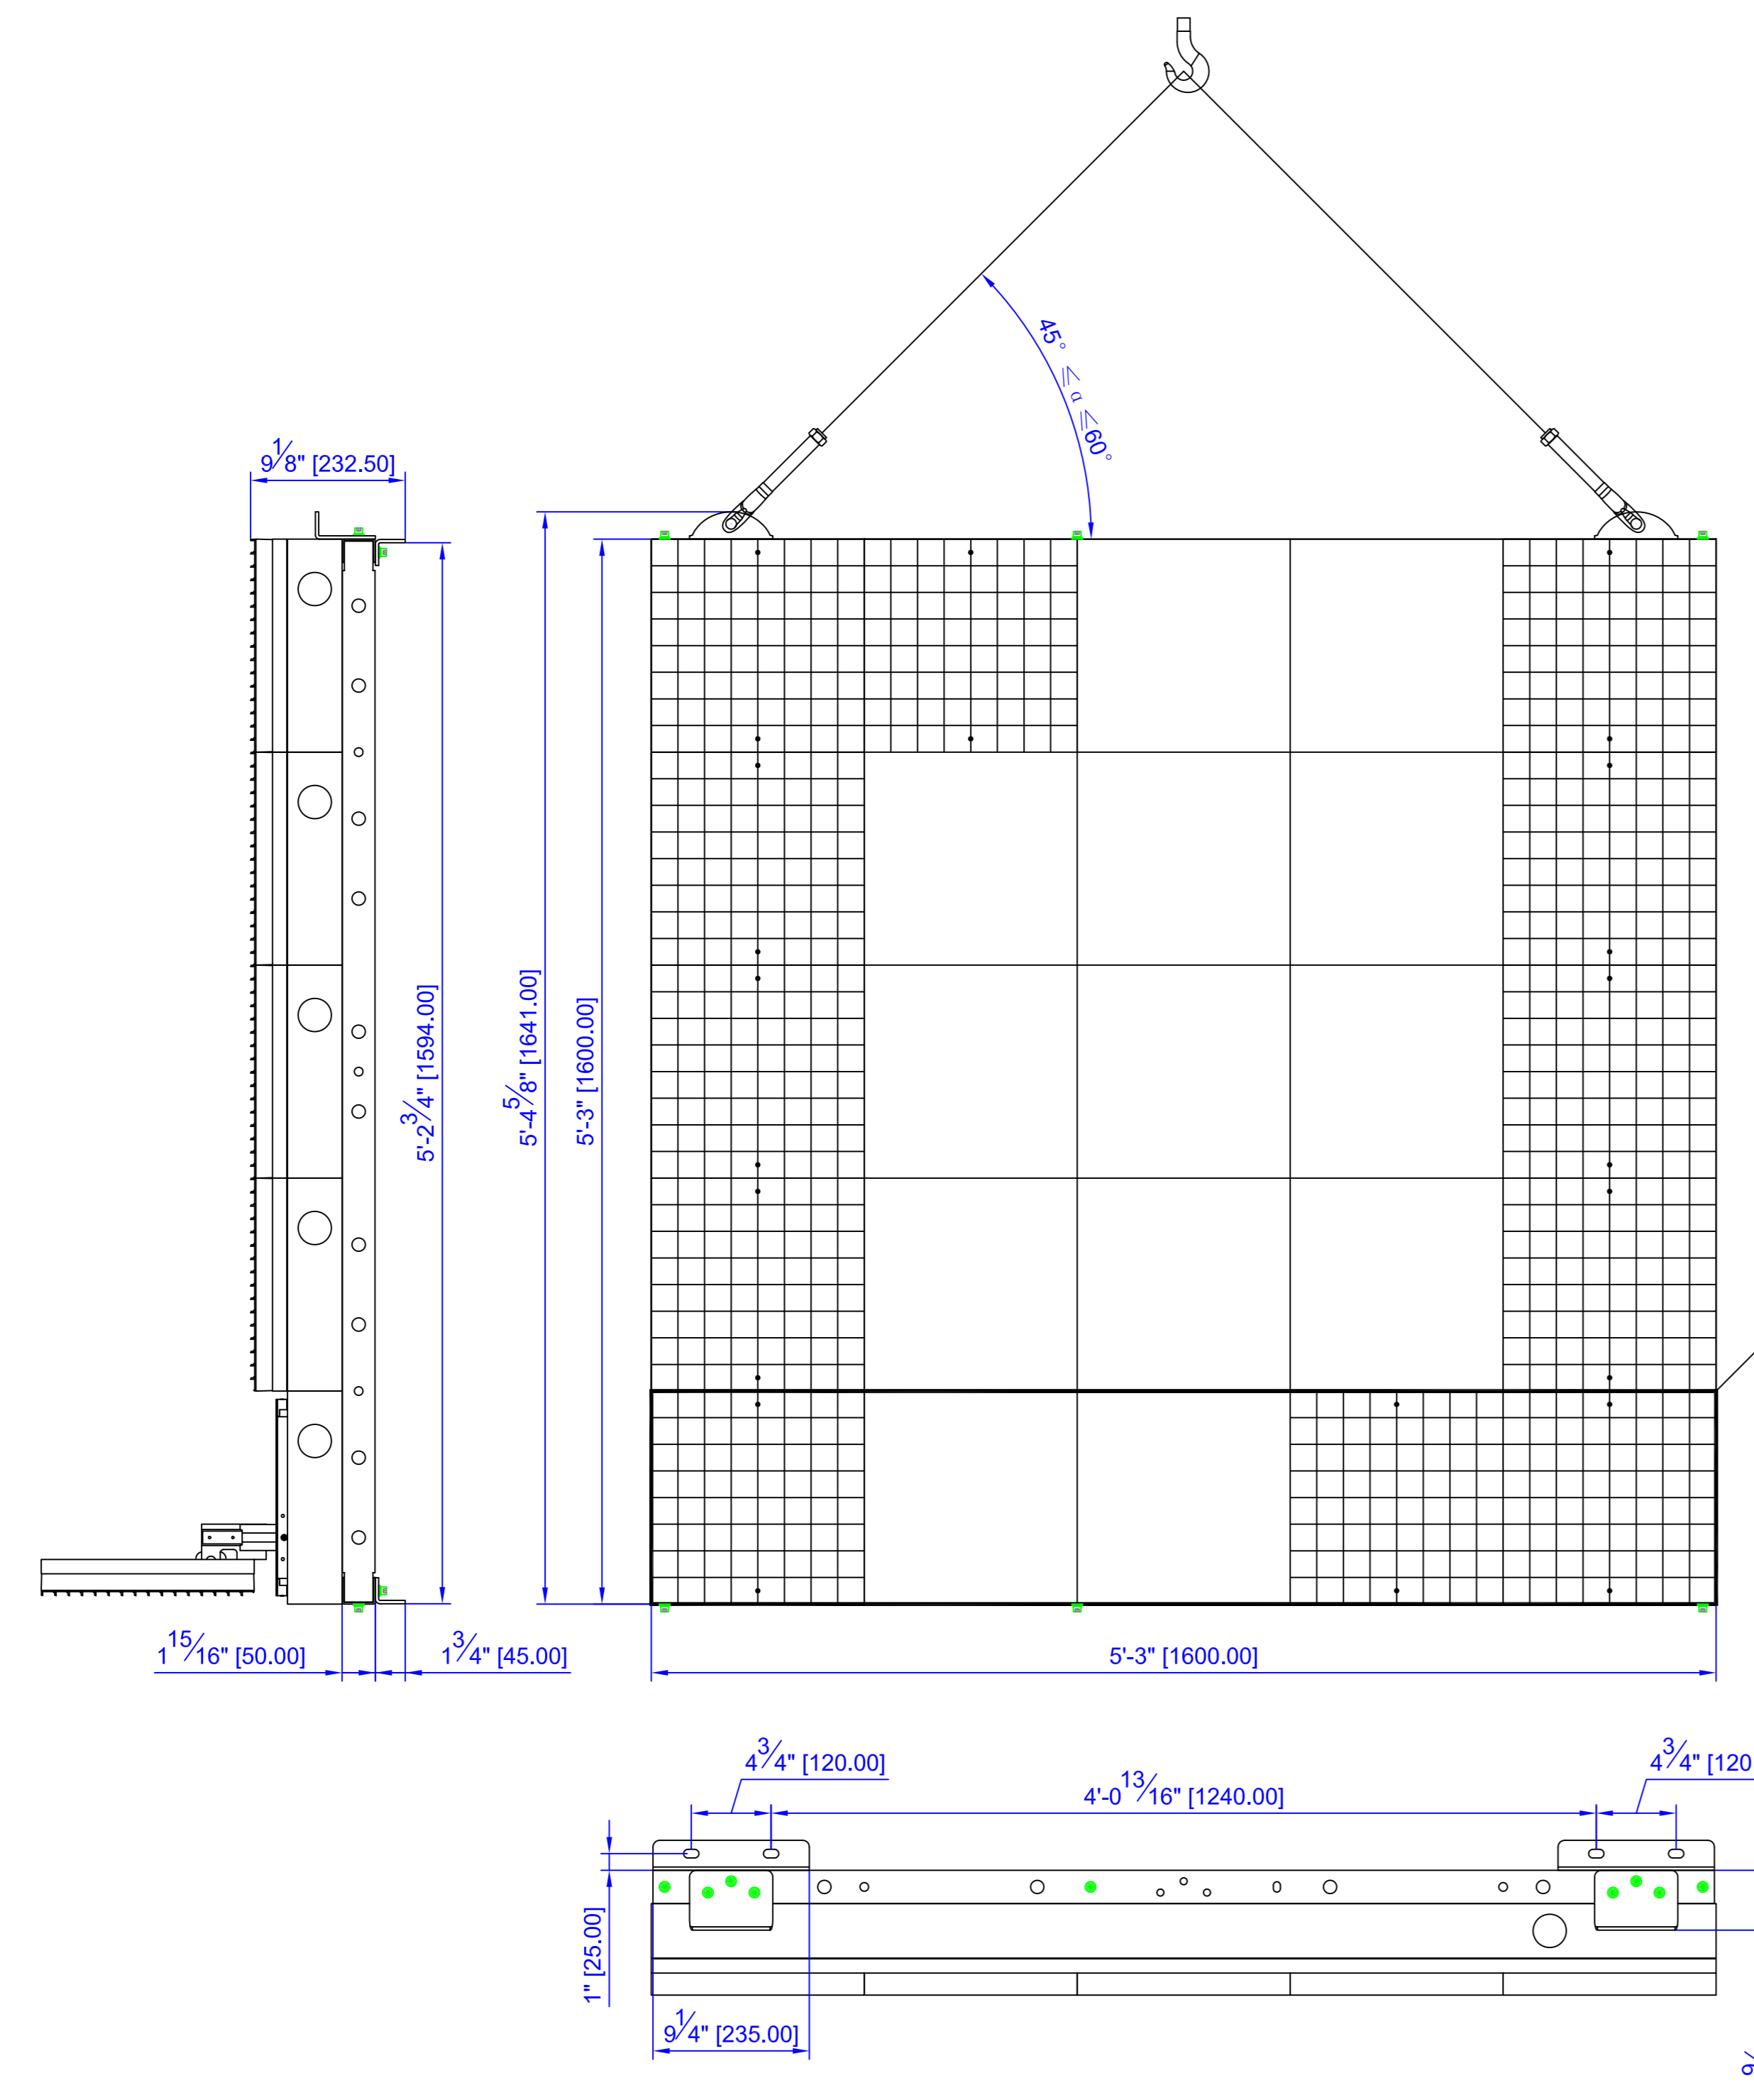 45° ≤ α ≤60°
9 1/8" [232.50]
5'-2 3/4" [1594.00]
5'-4 5/8" [1641.00]
5'-3" [1600.00]
1 15/16" [50.00]
1 3/4" [45.00]
5'-3" [1600.00]
4 3/4" [120.00]
4'-0 13/16" [1240.00]
4 3/4" [120
1" [25.00]
9 1/4" [235.00]